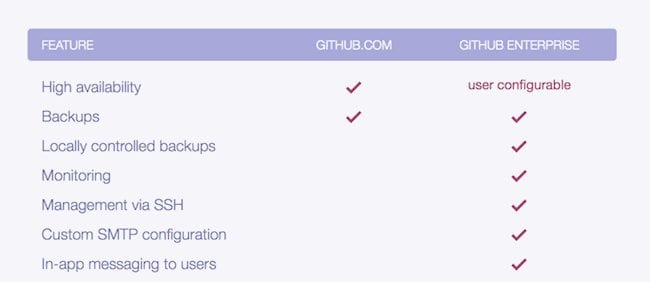 FEATURE GITHUB.COM GITHUB ENTERPRISE
High availability ✓ user configurable
Backups ✓ ✓
Locally controlled backups ✓
Monitoring ✓
Management via SSH ✓
Custom SMTP configuration ✓
In-app messaging to users ✓